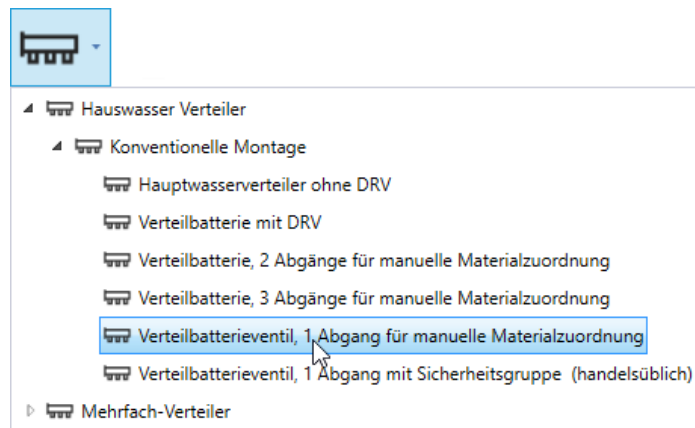 Hauswasser Verteiler
Konventionelle Montage
Hauptwasserverteiler ohne DRV
Verteilbatterie mit DRV
Verteilbatterie, 2 Abgänge für manuelle Materialzuordnung
Verteilbatterie, 3 Abgänge für manuelle Materialzuordnung
Verteilbatterieventil, 1 Abgang für manuelle Materialzuordnung
Verteilbatterieventil, 1 Abgang mit Sicherheitsgruppe (handelsüblich)
Mehrfach-Verteiler